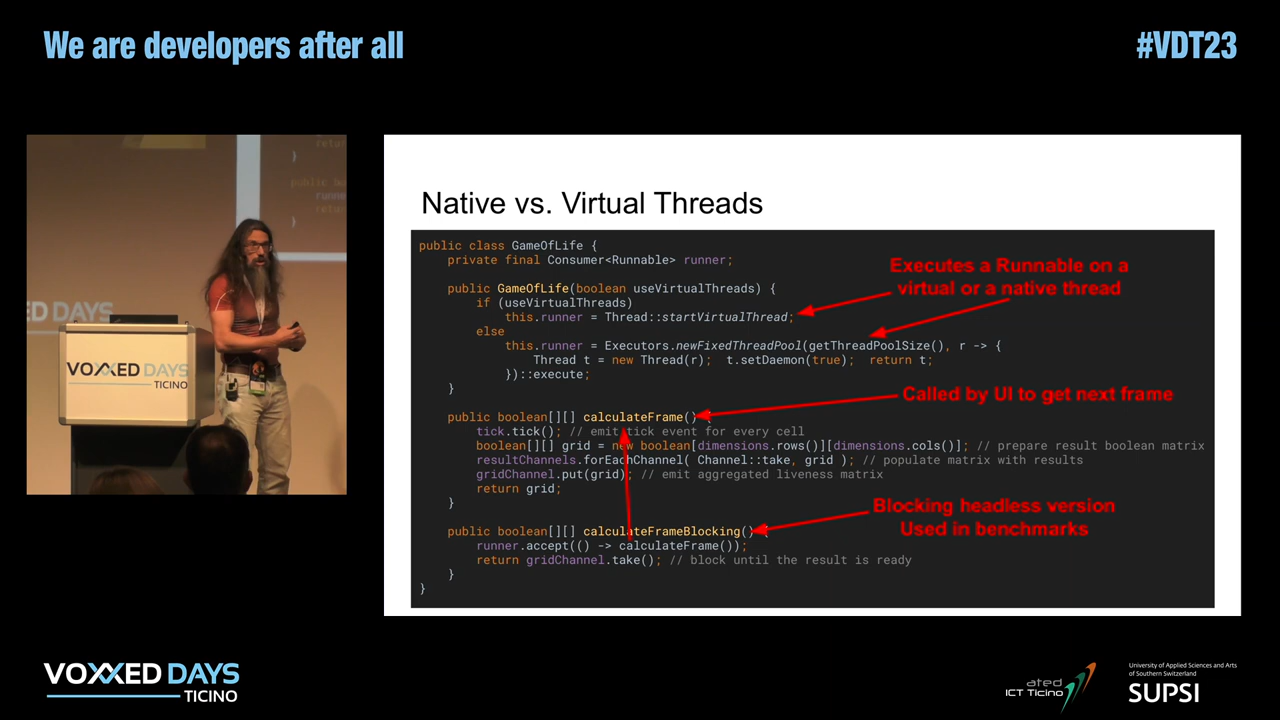 We are developers after all
#VDT23
Native vs. Virtual Threads
public class GameOfLife {
    private final Consumer<Runnable> runner;
    public GameOfLife(boolean useVirtualThreads) {
        if (useVirtualThreads)
            this.runner = Thread::startVirtualThread;
        else
            this.runner = Executors.newFixedThreadPool(getThreadPoolSize(), r -> {
                Thread t = new Thread(r);  t.setDaemon(true);  return t;
            })::execute;
    }
    public boolean[][] calculateFrame() {
        tick.tick(); // emit tick event for every cell
        boolean[][] grid = new boolean[dimensions.rows()][dimensions.cols()]; // prepare result boolean matrix
        resultChannels.forEachChannel( Channel::take, grid ); // populate matrix with results
        gridChannel.put(grid); // emit aggregated liveness matrix
        return grid;
    }
    public boolean[][] calculateFrameBlocking() {
        runner.accept(() -> calculateFrame());
        return gridChannel.take(); // block until the result is ready
    }
}
Executes a Runnable on a
virtual or a native thread
Called by UI to get next frame
Blocking headless version
Used in benchmarks
ED DAYS
VOXXED DAYS
TICINO
VOXXED DAYS
TICINO
ated
ICT Ticino
University of Applied Sciences and Arts
of Southern Switzerland
SUPSI